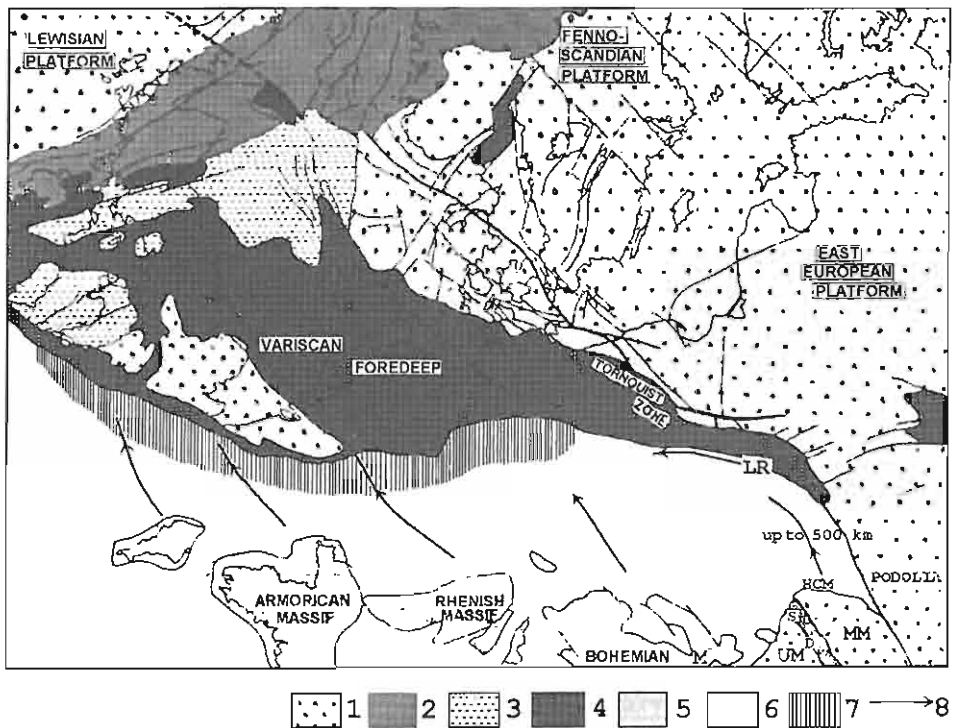 LEWISIAN
PLATFORM
FENNO-
SCANDIAN
PLATFORM
EAST
EUROPEAN
PLATFORM
VARISCAN
FOREDEEP
TORNQUIST
ZONE
LR
up to 500 km
PODOLIA
HCM
ARMORICAN
MASSIF
RHENISH
MASSIF
BOHEMIAN M
UM
MM
1 2 3 4 5 6 7 8